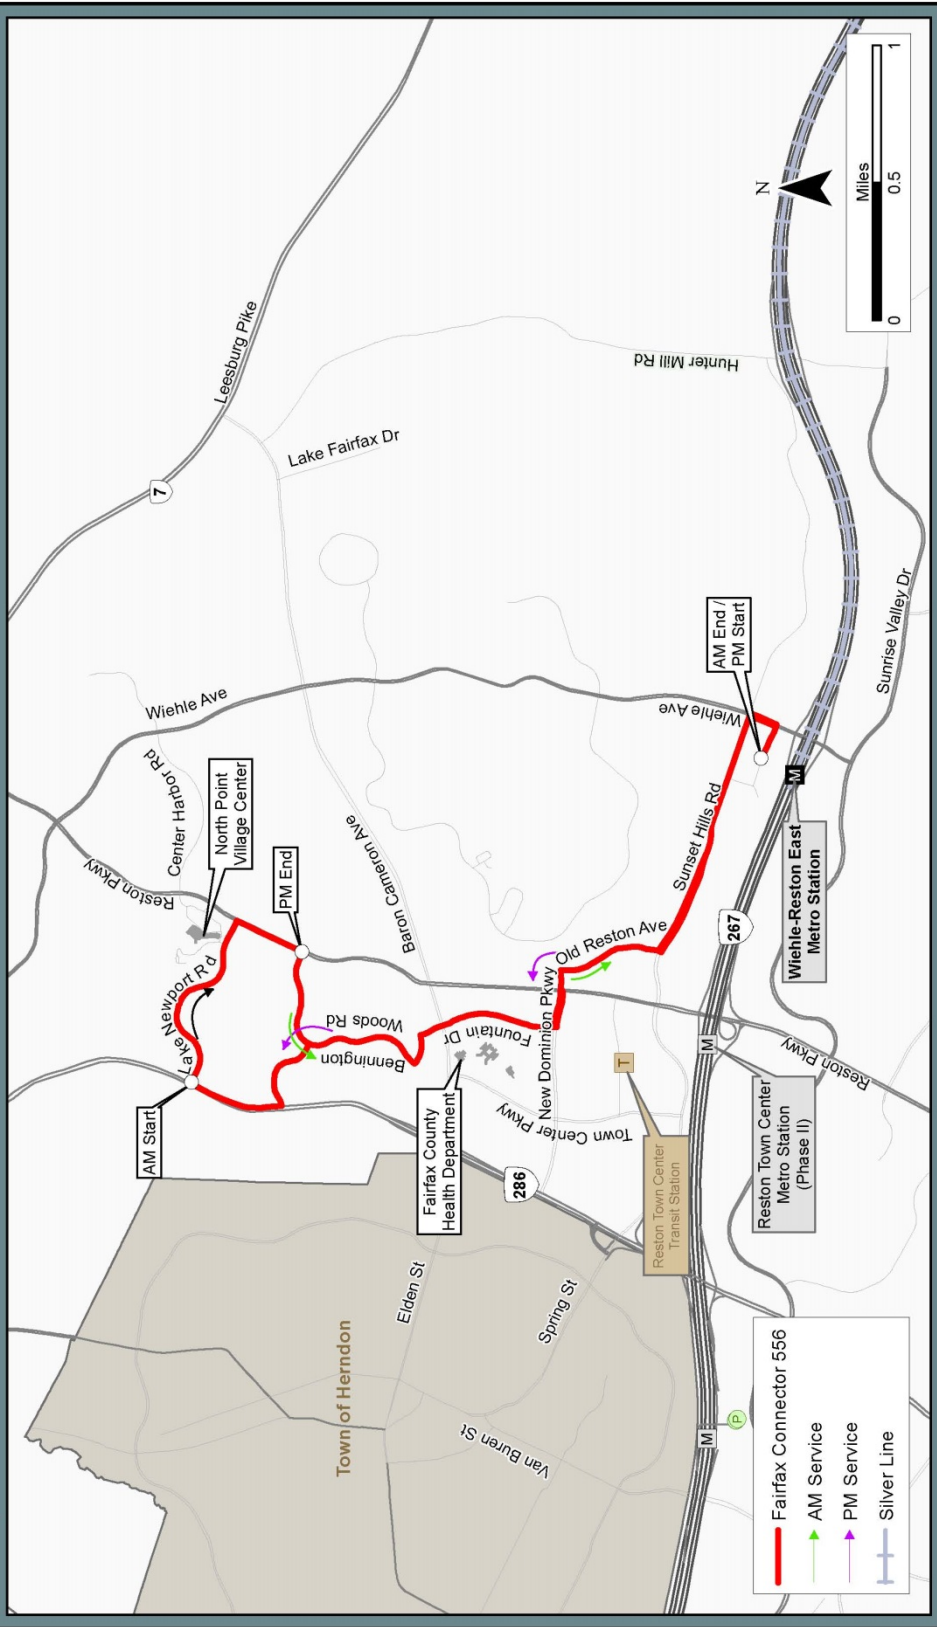 Leesburg Pike
7
Lake Fairfax Dr
Hunter Mill Rd
Wiehle Ave
Center Harbor Rd
North Point
Village Center
Reston Pkwy
Lake Newport Rd
AM Start
PM End
Baron Cameron Ave
Bennington
Woods Rd
Fairfax County
Health Department
Fountain Dr
Town Center Pkwy
New Dominion Pkwy
Old Reston Ave
286
Town of Herndon
Elden St
Spring St
Van Buren St
T
Reston Town Center
Transit Station
Sunset Hills Rd
Wiehle Ave
AM End /
PM Start
267
M
Wiehle-Reston East
Metro Station
M
Reston Town Center
Metro Station
(Phase II)
Reston Pkwy
M
P
Sunrise Valley Dr
N
Miles
0 0.5 1
Fairfax Connector 556
AM Service
PM Service
Silver Line